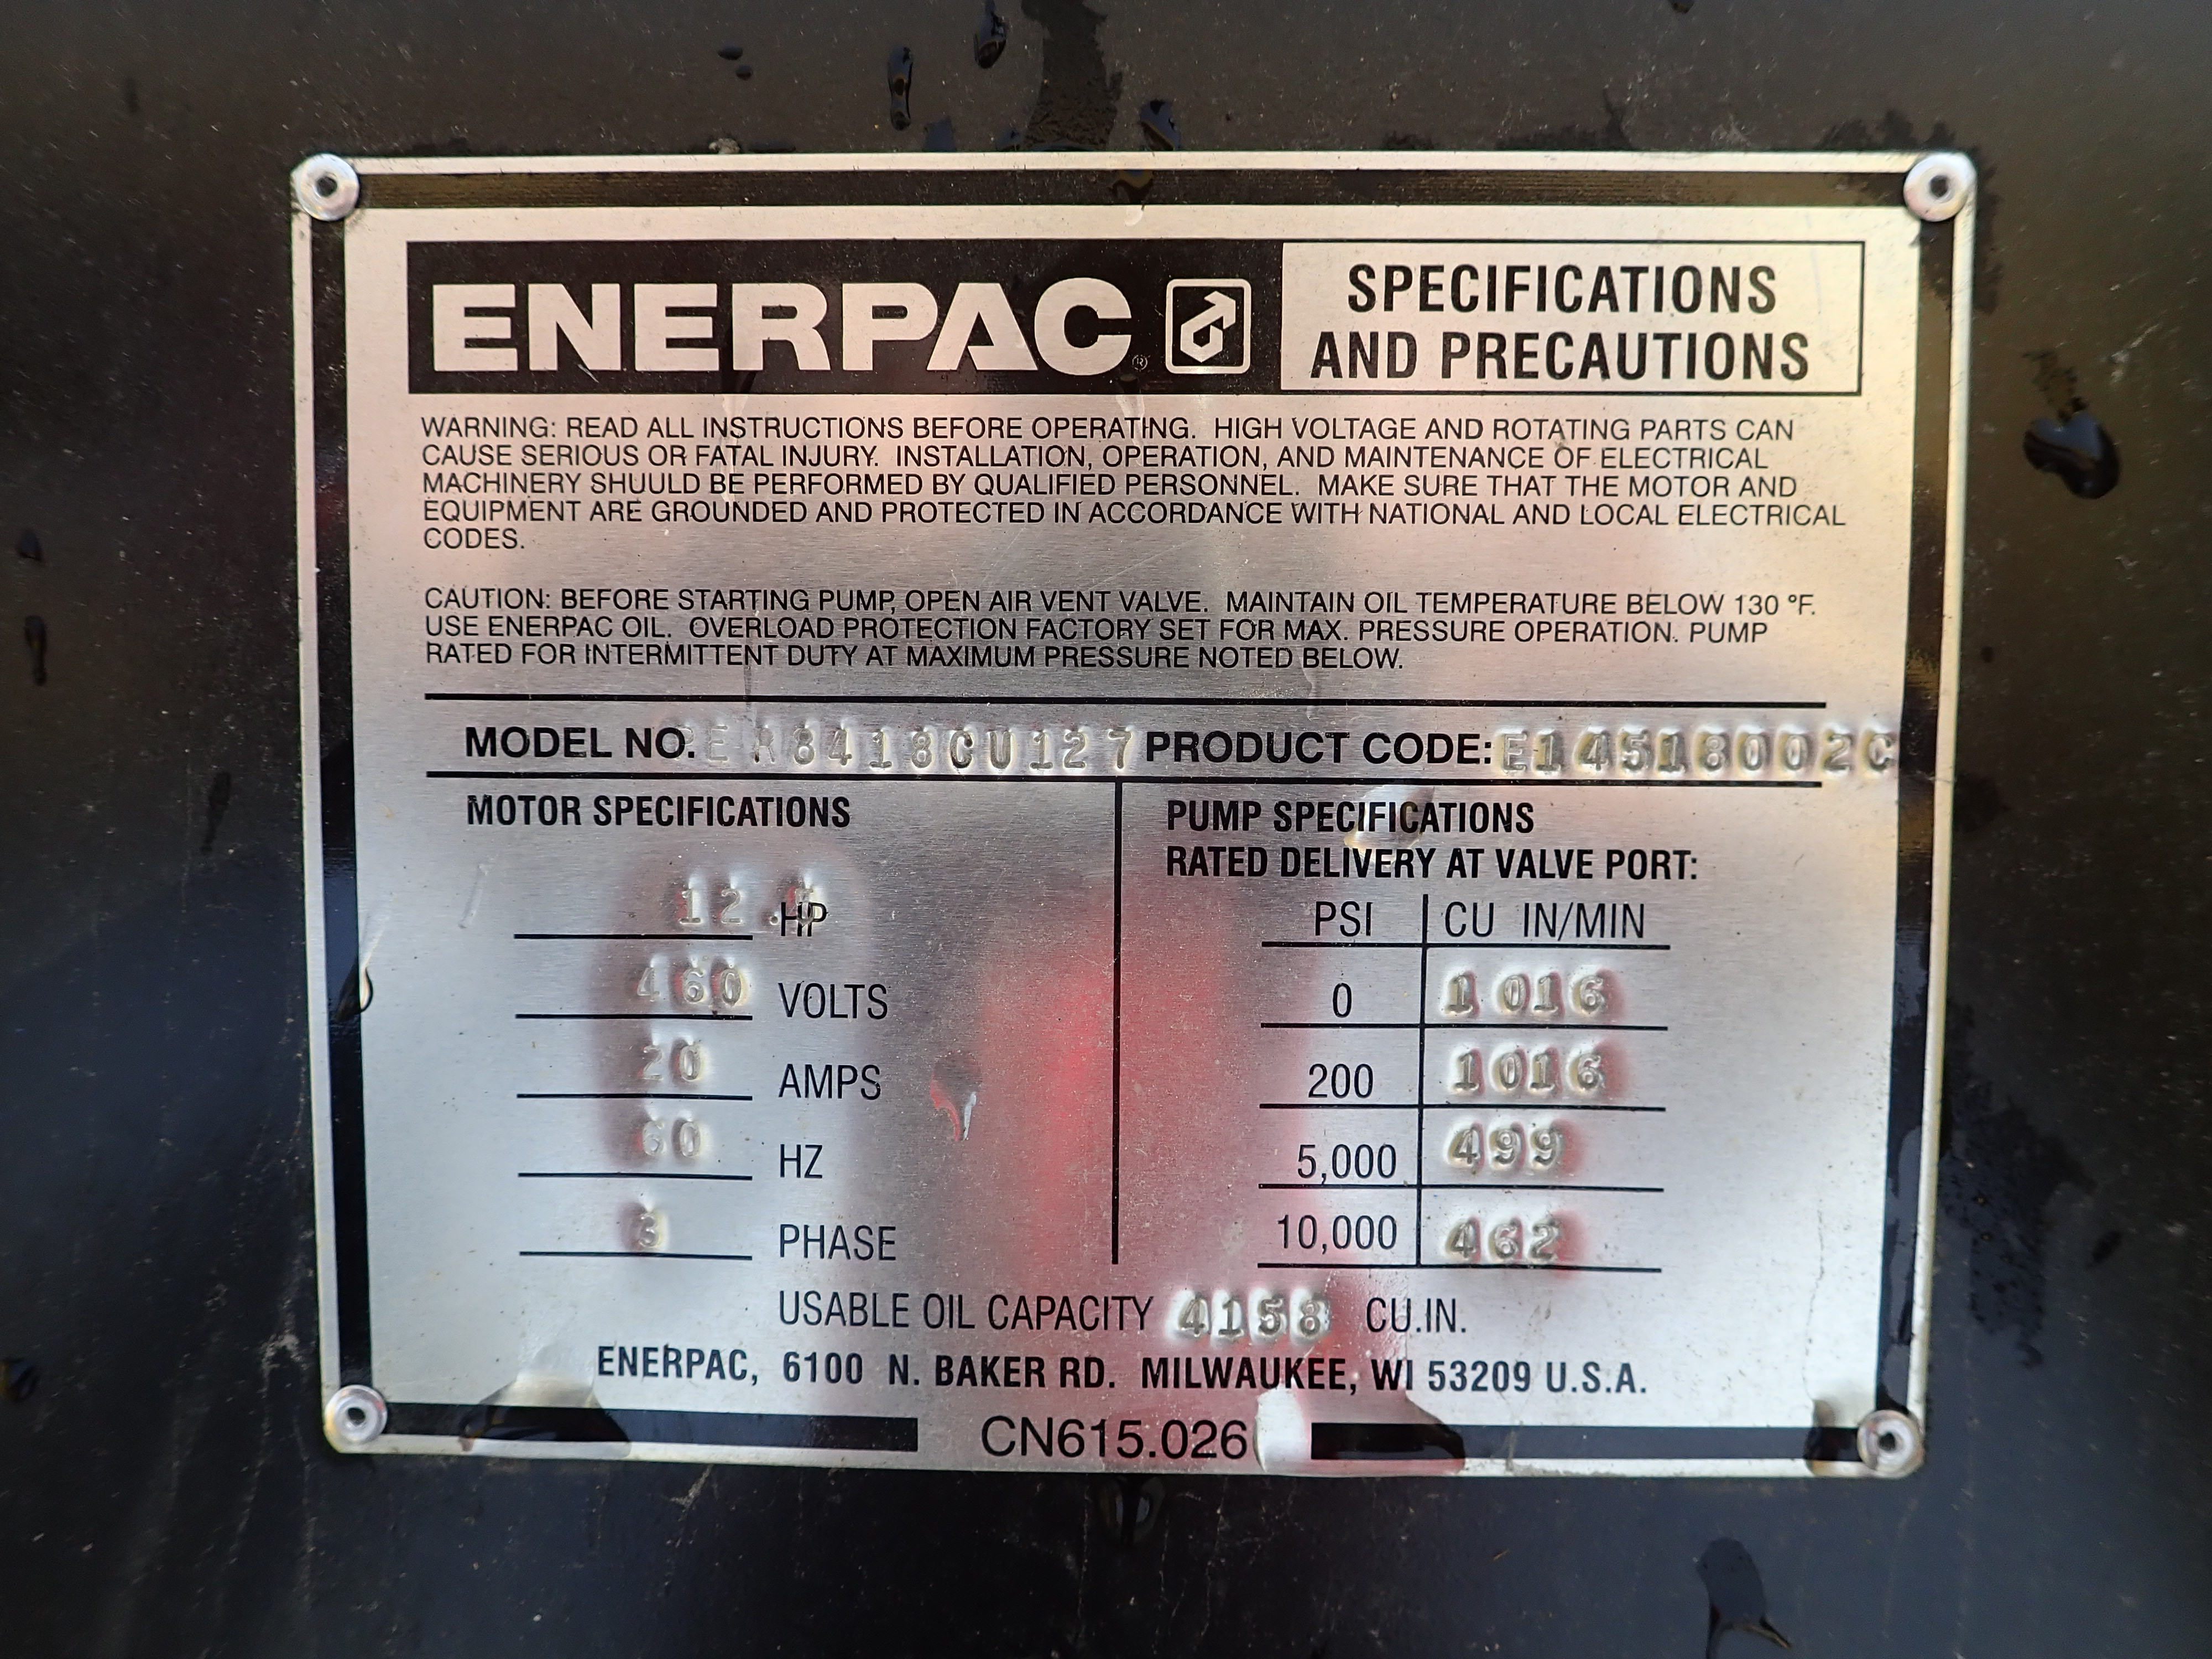 ENERPAC ®
SPECIFICATIONS
AND PRECAUTIONS
WARNING: READ ALL INSTRUCTIONS BEFORE OPERATING. HIGH VOLTAGE AND ROTATING PARTS CAN
CAUSE SERIOUS OR FATAL INJURY. INSTALLATION, OPERATION, AND MAINTENANCE OF ELECTRICAL
MACHINERY SHUULD BE PERFORMED BY QUALIFIED PERSONNEL. MAKE SURE THAT THE MOTOR AND
EQUIPMENT ARE GROUNDED AND PROTECTED IN ACCORDANCE WITH NATIONAL AND LOCAL ELECTRICAL
CODES.
CAUTION: BEFORE STARTING PUMP, OPEN AIR VENT VALVE. MAINTAIN OIL TEMPERATURE BELOW 130 °F.
USE ENERPAC OIL. OVERLOAD PROTECTION FACTORY SET FOR MAX. PRESSURE OPERATION. PUMP
RATED FOR INTERMITTENT DUTY AT MAXIMUM PRESSURE NOTED BELOW.
MODEL NO. PER8418CU127 PRODUCT CODE: E14518002C
MOTOR SPECIFICATIONS
12.5 HP
460 VOLTS
20 AMPS
60 HZ
3 PHASE
PUMP SPECIFICATIONS
RATED DELIVERY AT VALVE PORT:
PSI CU IN/MIN
0 1016
200 1016
5,000 499
10,000 462
USABLE OIL CAPACITY 4158 CU.IN.
ENERPAC, 6100 N. BAKER RD. MILWAUKEE, WI 53209 U.S.A.
CN615.026